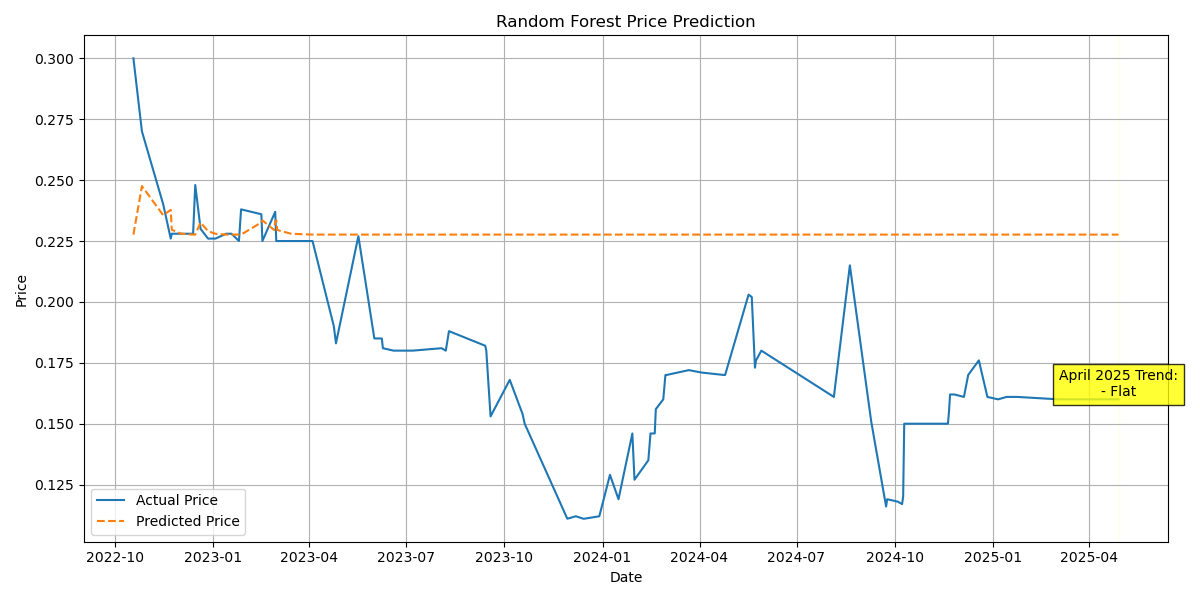 Random Forest Price Prediction
0.300
0.275
0.250
0.225
0.200
0.175
0.150
0.125
Price
April 2025 Trend:
- Flat
Actual Price
Predicted Price
2022-10 2023-01 2023-04 2023-07 2023-10 2024-01 2024-04 2024-07 2024-10 2025-01 2025-04
Date